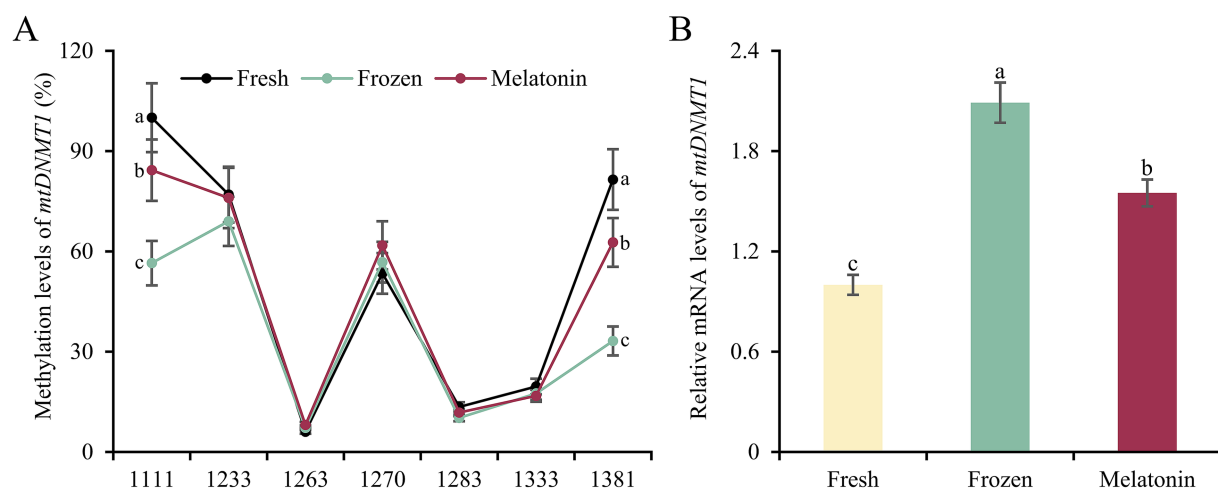 A
Methylation levels of mtDNMT1 (%)
120
90
60
30
0
Fresh Frozen Melatonin
a
b
c
a
b
c
1111 1233 1263 1270 1283 1333 1381
B
Relative mRNA levels of mtDNMT1
2.4
1.8
1.2
0.6
0
c
a
b
Fresh Frozen Melatonin